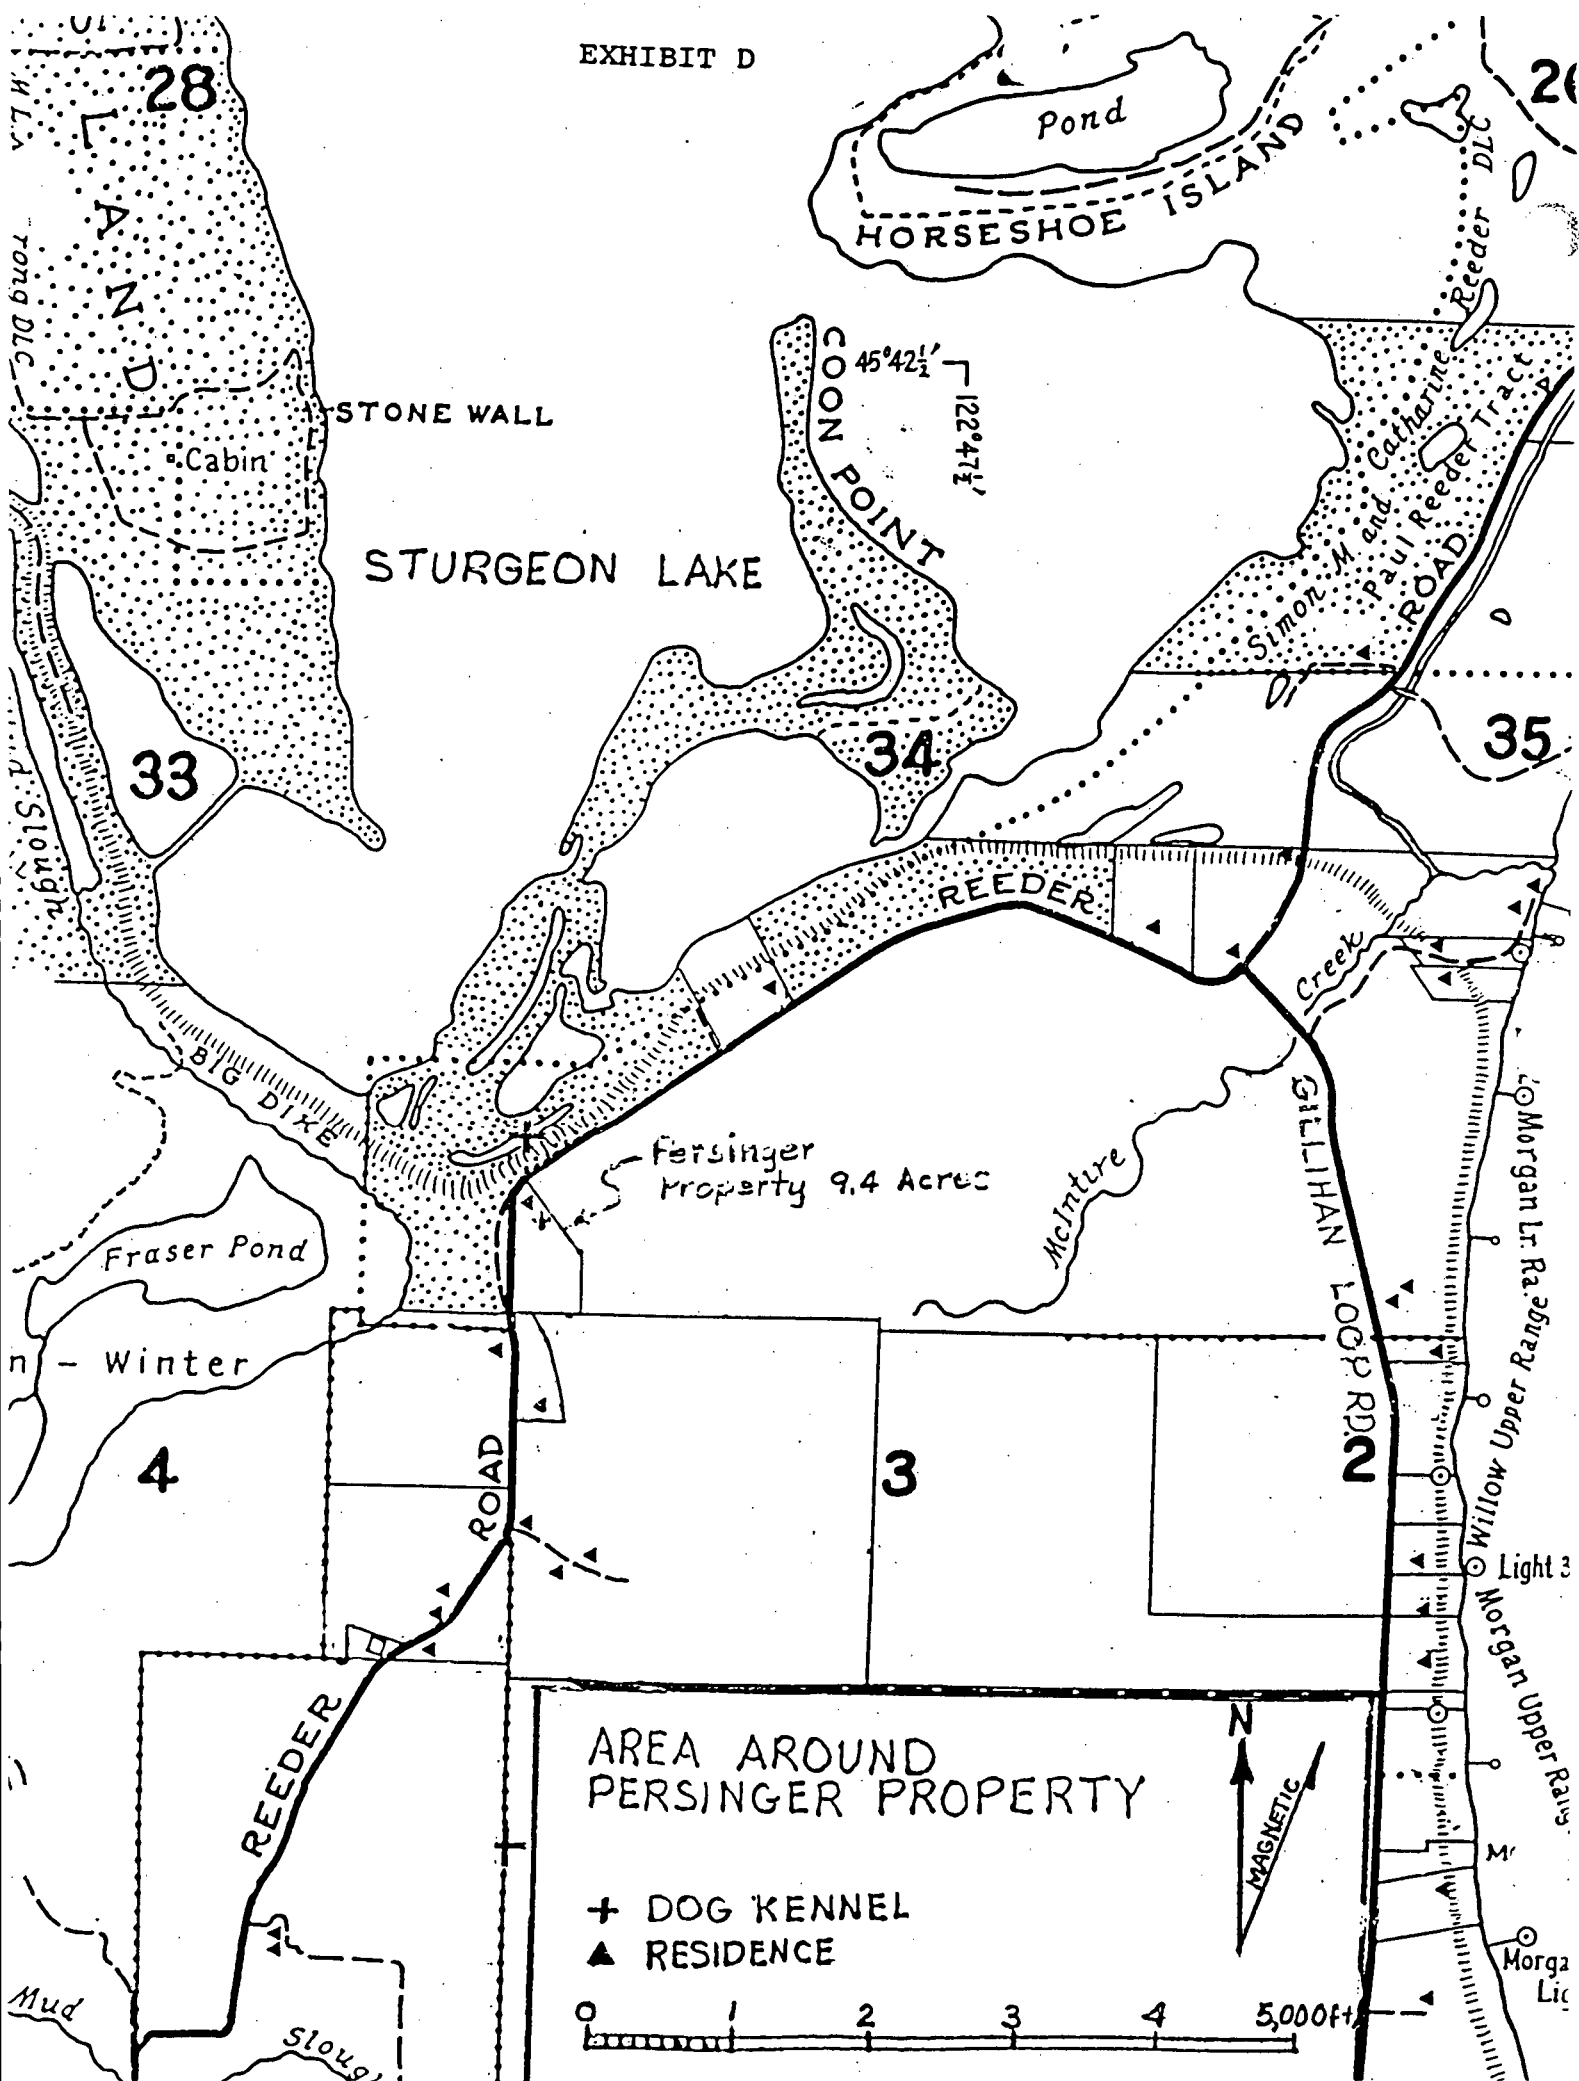 EXHIBIT D
28
LAND
STONE WALL
Cabin
STURGEON LAKE
33
Slough
BIG DIKE
Pond
HORSESHOE ISLAND
26
COON POINT
45°42½'
122°47½'
Reeder DLC
Simon M. and Catharine
Paul Reeder Tract
ROAD
34
35
REEDER
Creek
McIntire
GILLIHAN LOOP RD.
Fersinger
Property 9.4 Acres
Fraser Pond
n - Winter
4
3
2
ROAD
REEDER
Morgan Lr. Ra
Willow Upper Range
Light 3
Morgan Upper
Morga
Mud
AREA AROUND
PERSINGER PROPERTY
N
MAGNETIC
+ DOG KENNEL
▲ RESIDENCE
0 1 2 3 4 5,000ft